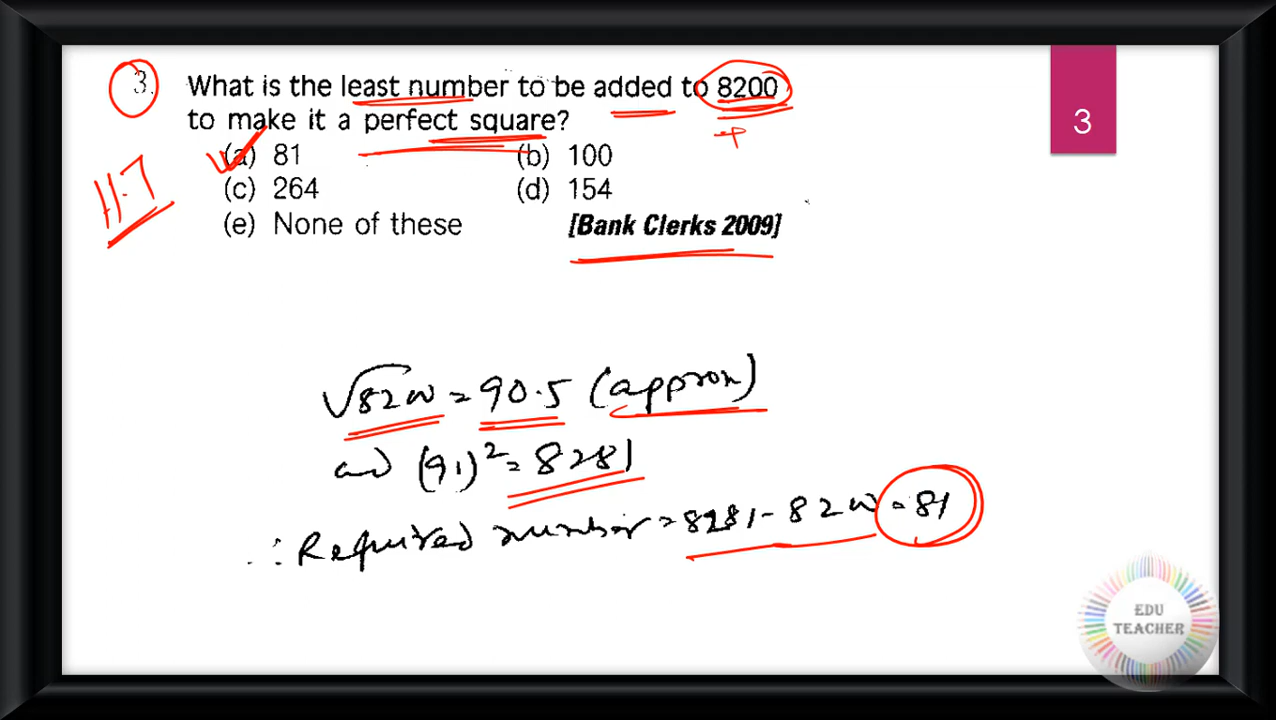 3. What is the least number to be added to 8200
to make it a perfect square?
(a) 81 (b) 100
(c) 264 (d) 154
(e) None of these [Bank Clerks 2009]
3
H.7
√8200 = 90.5 (approx)
and (91)² = 8281
∴ Required number = 8281 - 8200 = 81
EDU
TEACHER